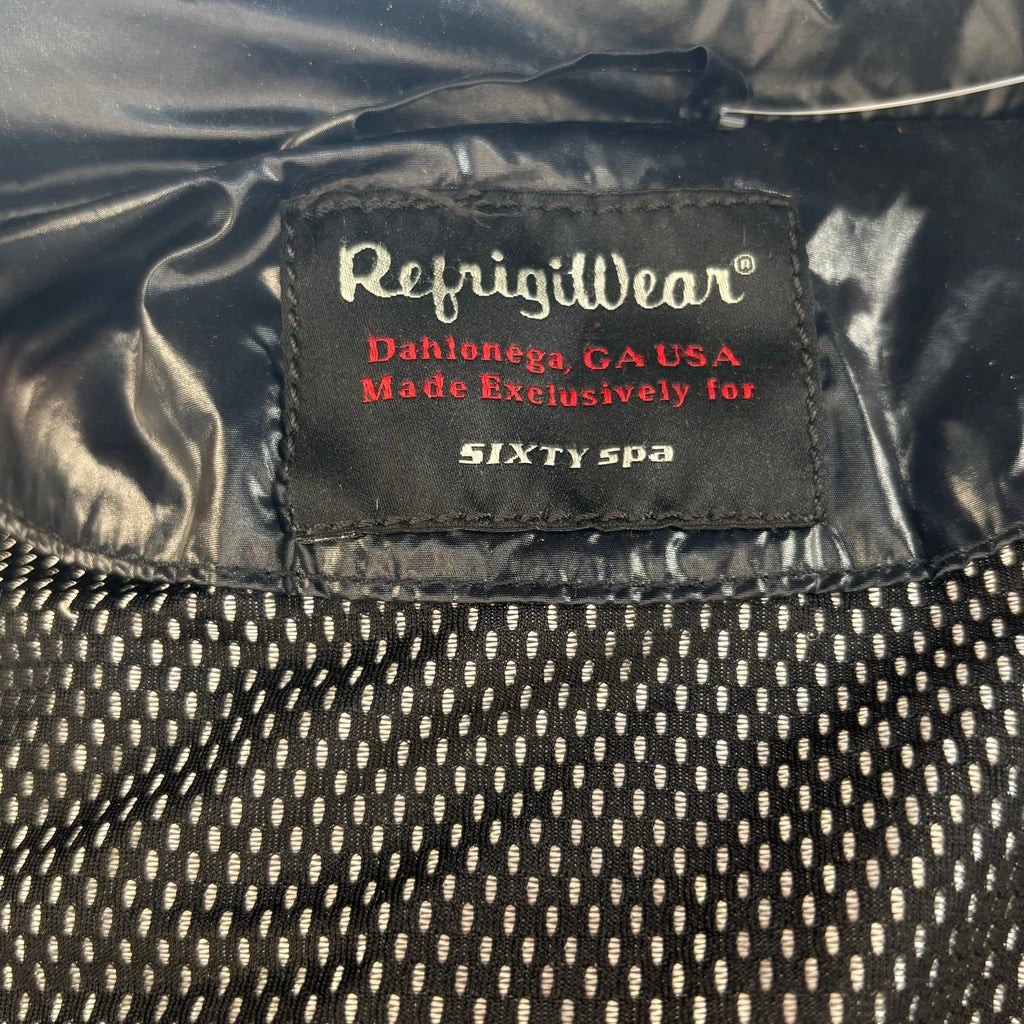 RefrigiWear®
Dahlonega, GA USA
Made Exclusively for
SIXTY spa